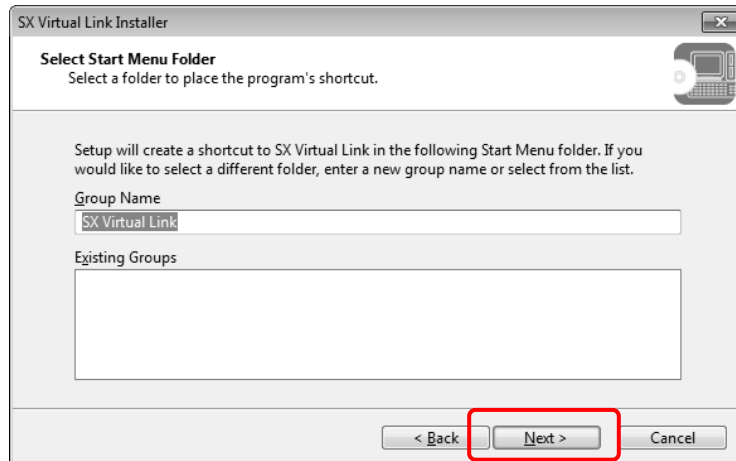 SX Virtual Link Installer
Select Start Menu Folder
Select a folder to place the program's shortcut.
Setup will create a shortcut to SX Virtual Link in the following Start Menu folder. If you
would like to select a different folder, enter a new group name or select from the list.
Group Name
SX Virtual Link
Existing Groups
< Back
Next >
Cancel